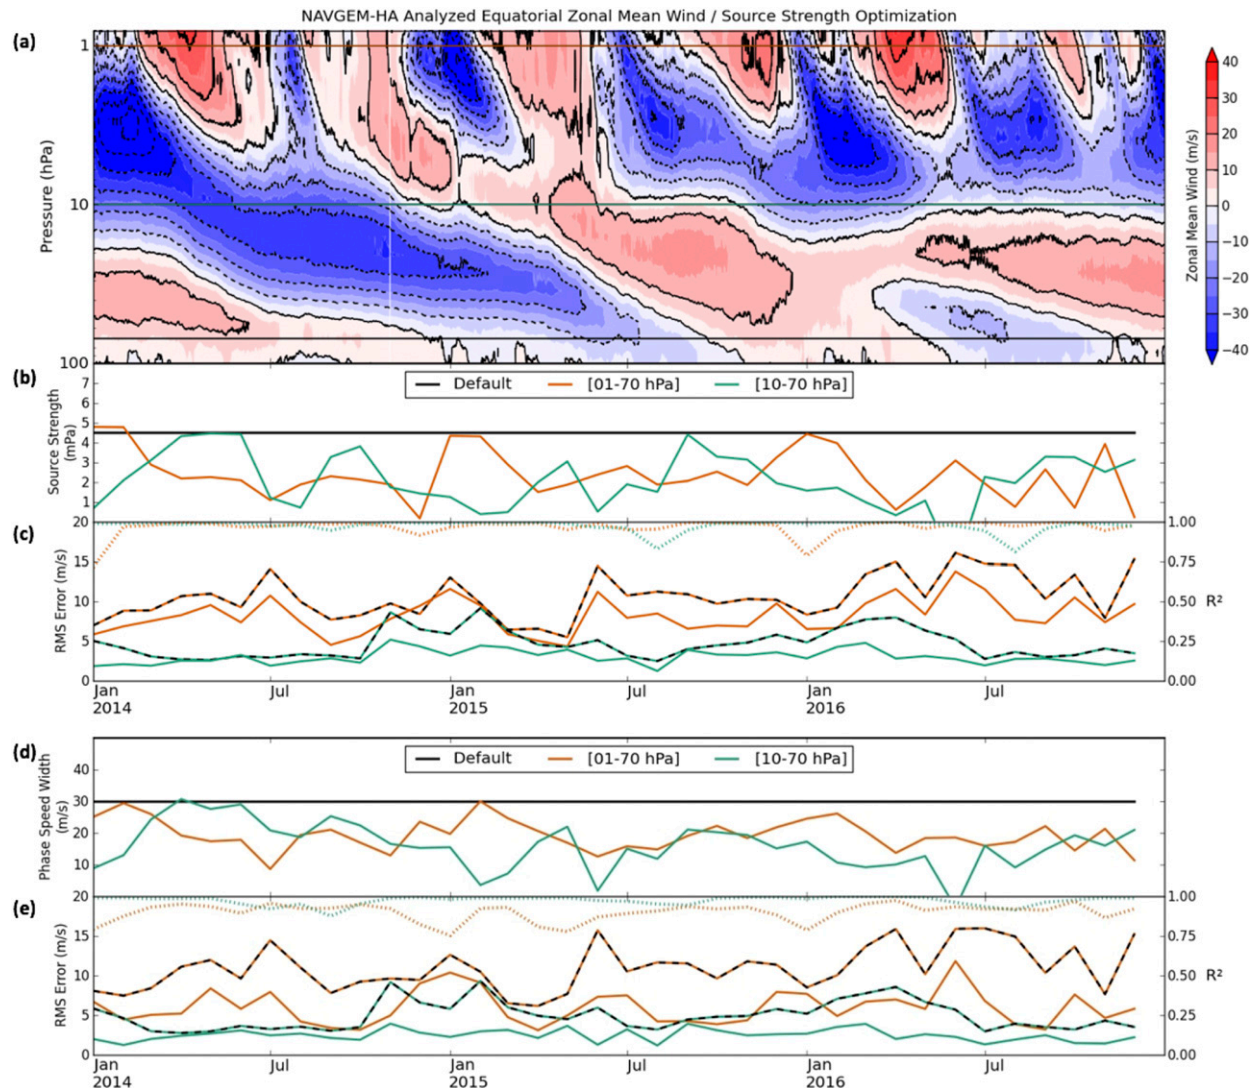 NAVGEM-HA Analyzed Equatorial Zonal Mean Wind / Source Strength Optimization
(a)
1
10
100
Pressure (hPa)
40
30
20
10
0
−10
−20
−30
−40
Zonal Mean Wind (m/s)
(b)
Default [01-70 hPa] [10-70 hPa]
7
6
5
4
3
2
1
Source Strength
(mPa)
(c)
20
15
10
5
0
RMS Error (m/s)
1.00
0.75
0.50
0.25
0.00
R²
Jan
2014
Jul
Jan
2015
Jul
Jan
2016
Jul
(d)
Default [01-70 hPa] [10-70 hPa]
40
30
20
10
Phase Speed Width
(m/s)
(e)
20
15
10
5
0
RMS Error (m/s)
1.00
0.75
0.50
0.25
0.00
R²
Jan
2014
Jul
Jan
2015
Jul
Jan
2016
Jul